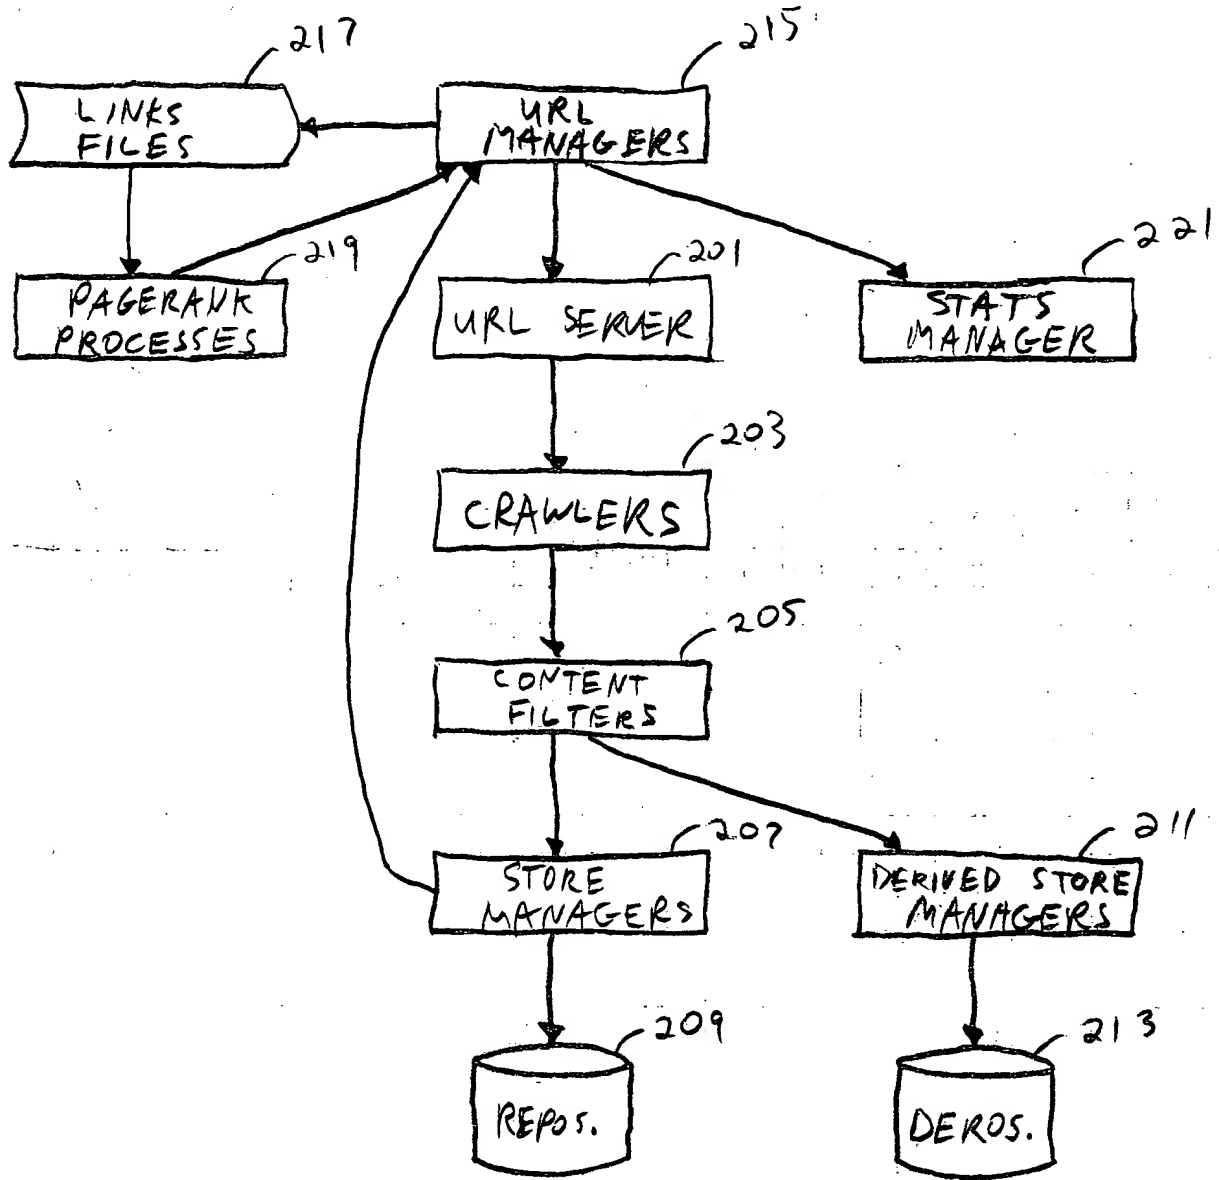 217
215
LINKS
FILES
URL
MANAGERS
219
201
221
PAGERANK
PROCESSES
URL SERVER
STATS
MANAGER
203
CRAWLERS
205
CONTENT
FILTERS
207
211
STORE
MANAGERS
DERIVED STORE
MANAGERS
209
213
REPOS.
DEROS.